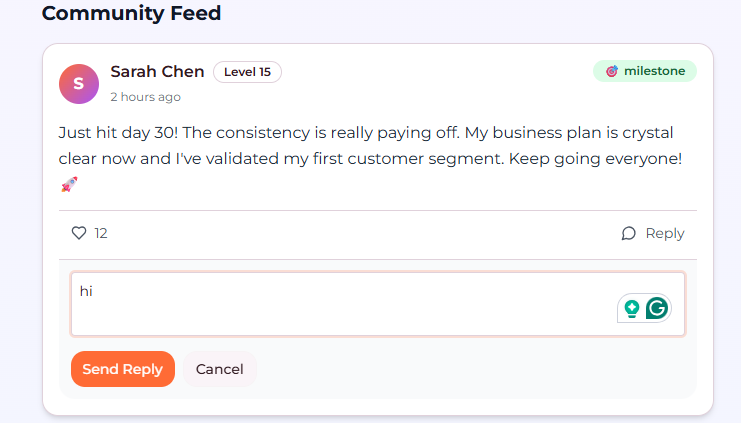 Community Feed
S
Sarah Chen Level 15
🎯 milestone
2 hours ago
Just hit day 30! The consistency is really paying off. My business plan is crystal
clear now and I've validated my first customer segment. Keep going everyone!
🚀
12
Reply
hi
G
Send Reply Cancel